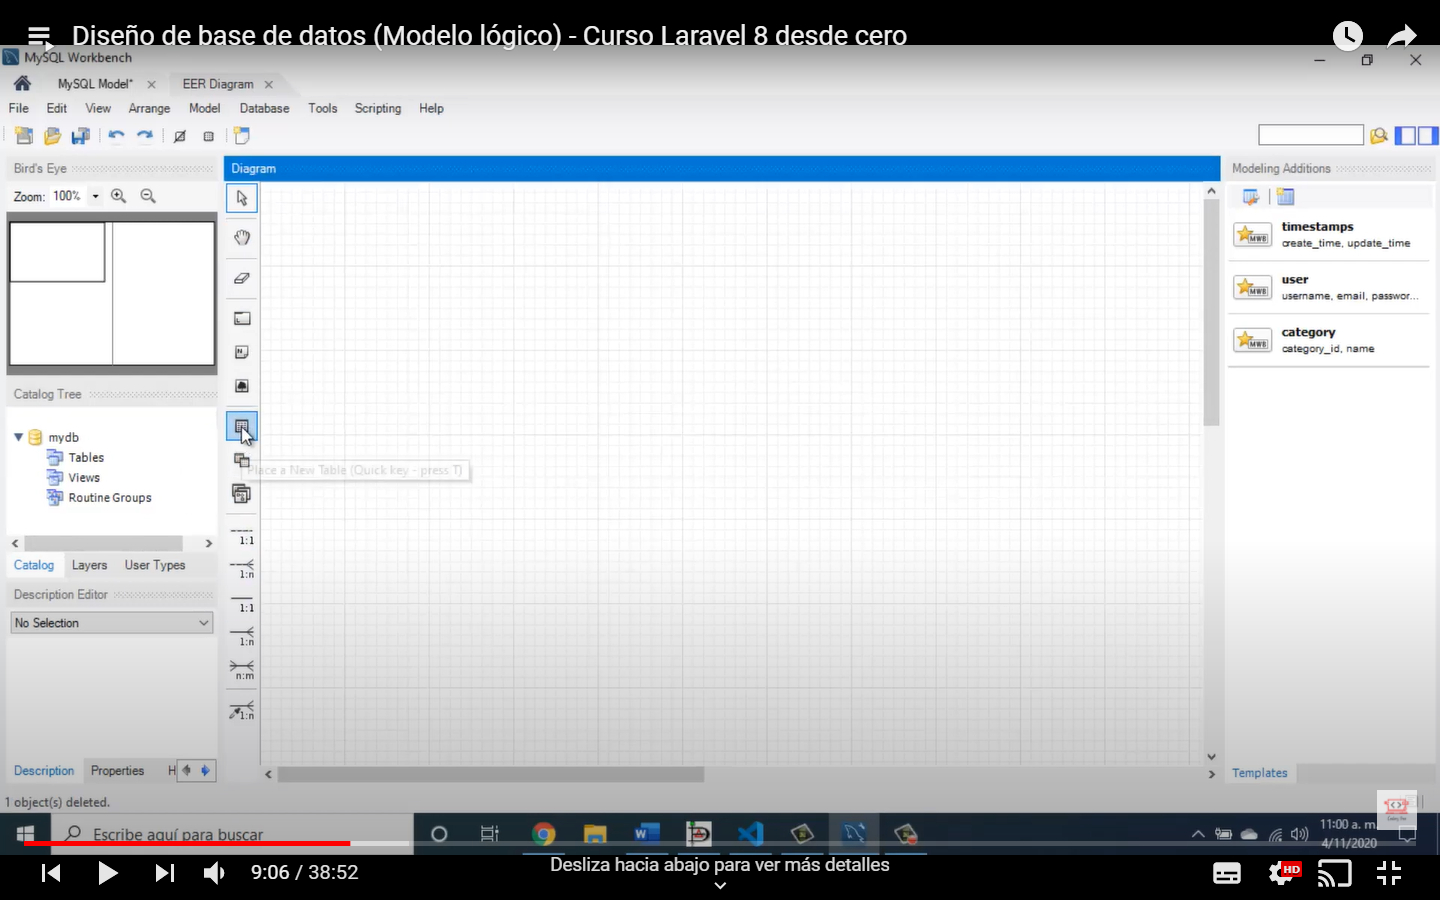 Diseño de base de datos (Modelo lógico) - Curso Laravel 8 desde cero
MySQL Workbench
MySQL Model* EER Diagram
File Edit View Arrange Model Database Tools Scripting Help
Bird's Eye
Zoom: 100%
Diagram
Modeling Additions
timestamps
create_time, update_time
user
username, email, passwor...
category
category_id, name
Catalog Tree
mydb
Tables
Views
Routine Groups
Place a New Table (Quick key - press T)
1:1
1:n
1:1
1:n
n:m
1:n
Catalog Layers User Types
Description Editor
No Selection
Description Properties H
Templates
1 object(s) deleted.
Escribe aquí para buscar
11:00 a. m.
4/11/2020
9:06 / 38:52
Desliza hacia abajo para ver más detalles
HD